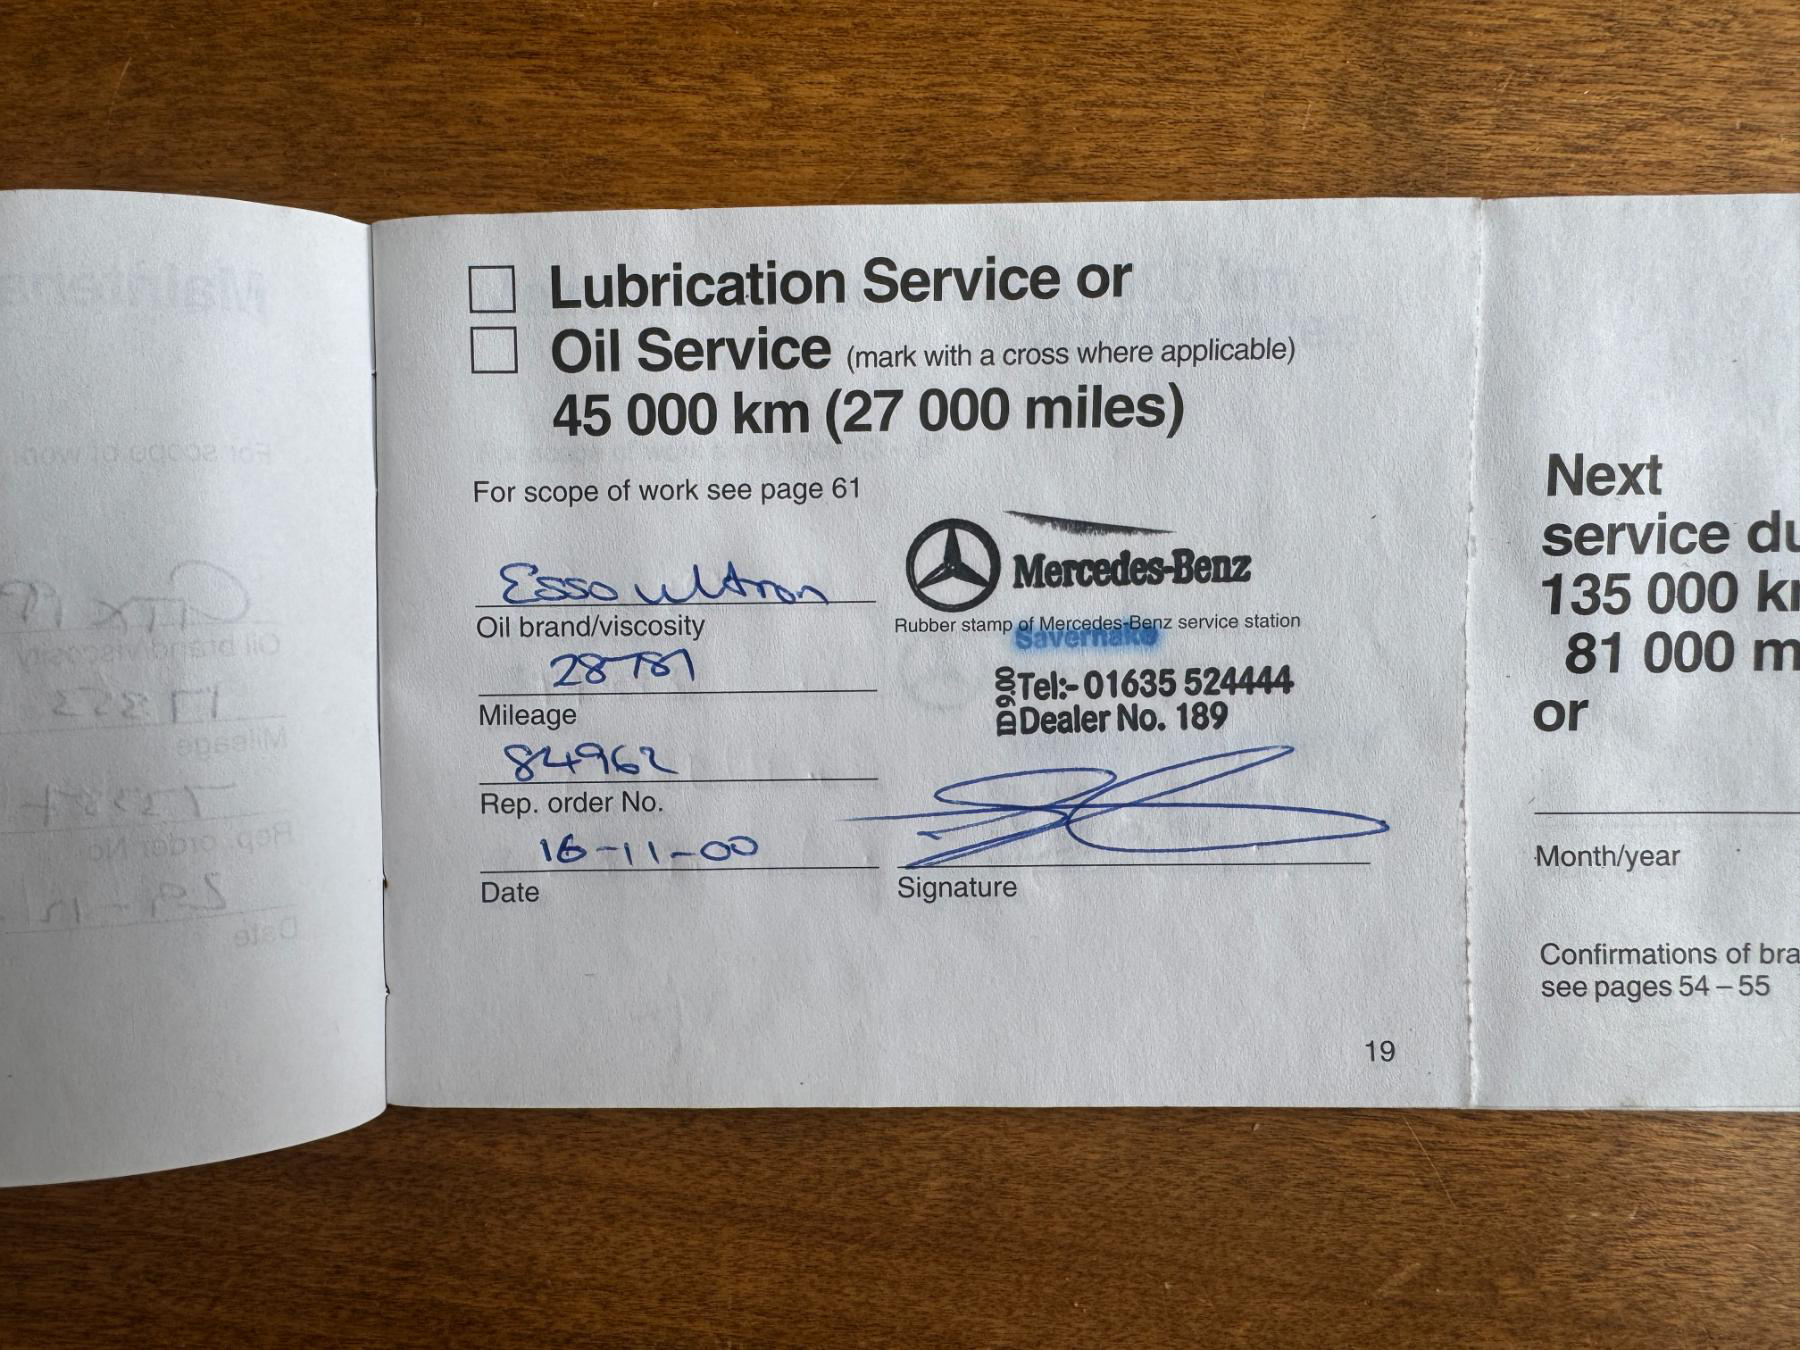 Lubrication Service or
Oil Service (mark with a cross where applicable)
45 000 km (27 000 miles)
For scope of work see page 61
Esso ultron
Oil brand/viscosity
28781
Mileage
84962
Rep. order No.
16-11-00
Date
Mercedes-Benz
Rubber stamp of Mercedes-Benz service station
Savernake
Tel:- 01635 524444
Dealer No. 189
Signature
19
Next
service du
135 000 k
81 000 m
or
Month/year
Confirmations of bra
see pages 54 – 55